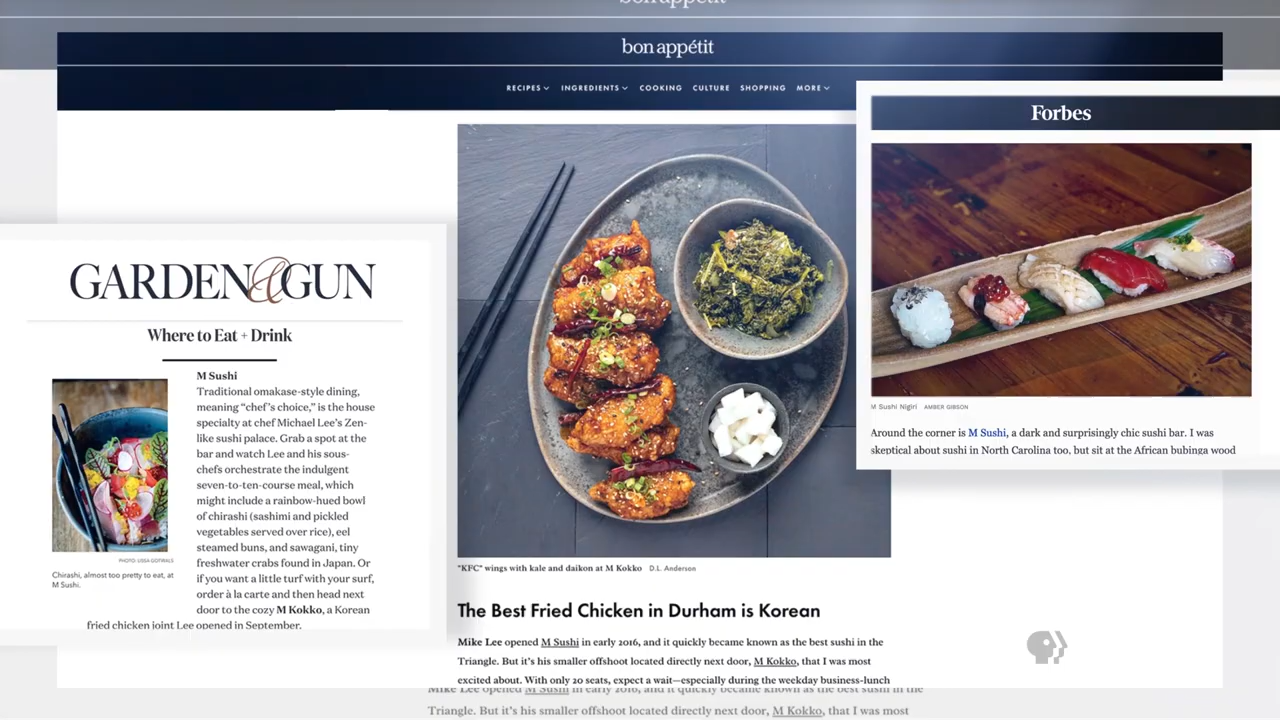 bon appétit
bon appétit
RECIPES
INGREDIENTS
COOKING
CULTURE
SHOPPING
MORE
Forbes
M Sushi Nigiri AMBER GIBSON
Around the corner is M Sushi, a dark and surprisingly chic sushi bar. I was
skeptical about sushi in North Carolina too, but sit at the African bubinga wood
GARDEN&GUN
Where to Eat + Drink
M Sushi
Traditional omakase-style dining,
meaning “chef’s choice,” is the house
specialty at chef Michael Lee’s Zen-
like sushi palace. Grab a spot at the
bar and watch Lee and his sous-
chefs orchestrate the indulgent
seven-to-ten-course meal, which
might include a rainbow-hued bowl
of chirashi (sashimi and pickled
vegetables served over rice), eel
steamed buns, and sawagani, tiny
freshwater crabs found in Japan. Or
if you want a little turf with your surf,
order à la carte and then head next
door to the cozy M Kokko, a Korean
fried chicken joint Lee opened in September.
PHOTO: LISSA GOTWALS
Chirashi, almost too pretty to eat, at
M Sushi.
"KFC" wings with kale and daikon at M Kokko D.L. Anderson
The Best Fried Chicken in Durham is Korean
Mike Lee opened M Sushi in early 2016, and it quickly became known as the best sushi in the
Triangle. But it’s his smaller offshoot located directly next door, M Kokko, that I was most
excited about. With only 20 seats, expect a wait—especially during the weekday business-lunch
Mike Lee opened M Sushi in early 2016, and it quickly became known as the best sushi in the
Triangle. But it’s his smaller offshoot located directly next door, M Kokko, that I was most